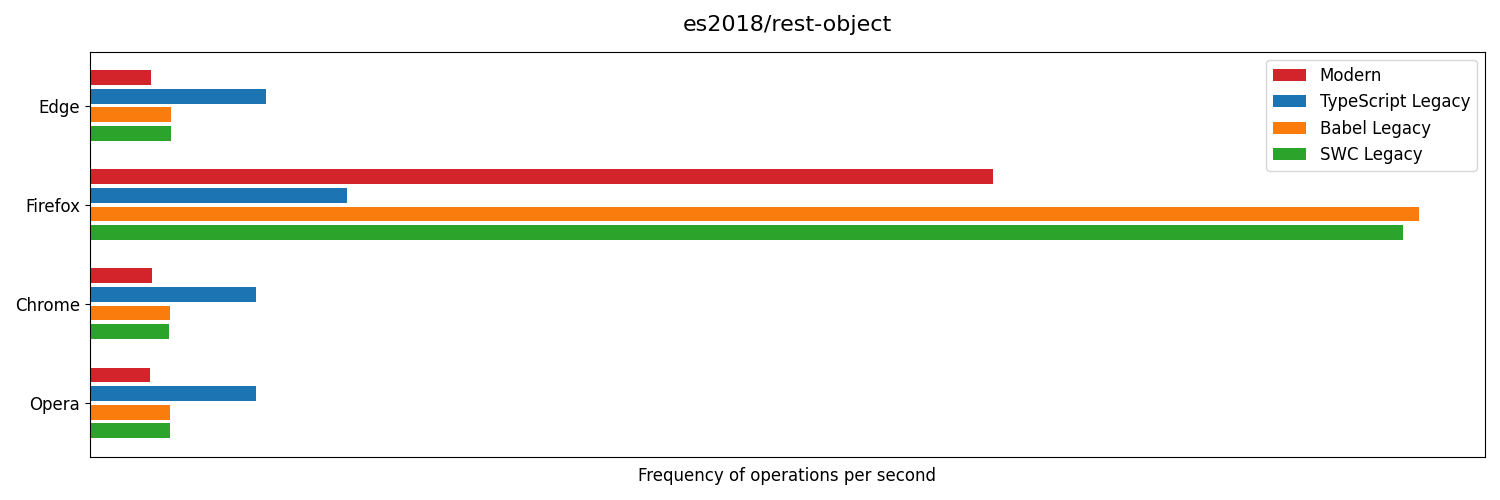 es2018/rest-object
Modern
TypeScript Legacy
Babel Legacy
SWC Legacy
Edge
Firefox
Chrome
Opera
Frequency of operations per second